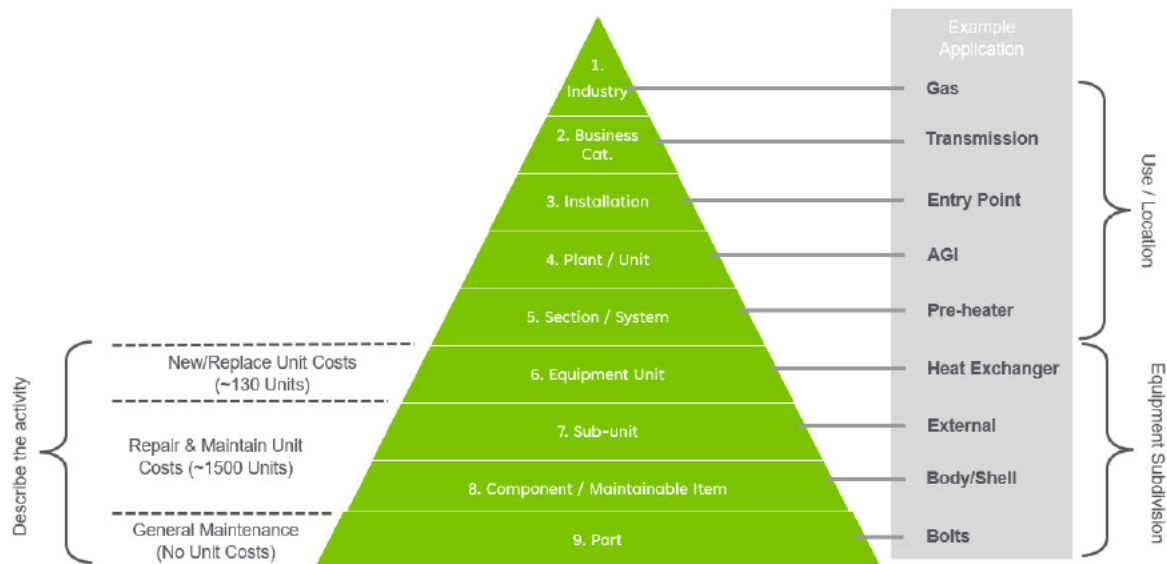 Example
Application
1.
Industry
Gas
2. Business
Cat.
Transmission
3. Installation
Entry Point
4. Plant / Unit
AGI
5. Section / System
Pre-heater
Use / Location
New/Replace Unit Costs
(~130 Units)
6. Equipment Unit
Heat Exchanger
Repair & Maintain Unit
Costs (~1500 Units)
7. Sub-unit
External
8. Component / Maintainable Item
Body/Shell
General Maintenance
(No Unit Costs)
9. Part
Bolts
Describe the activity
Equipment Subdivision